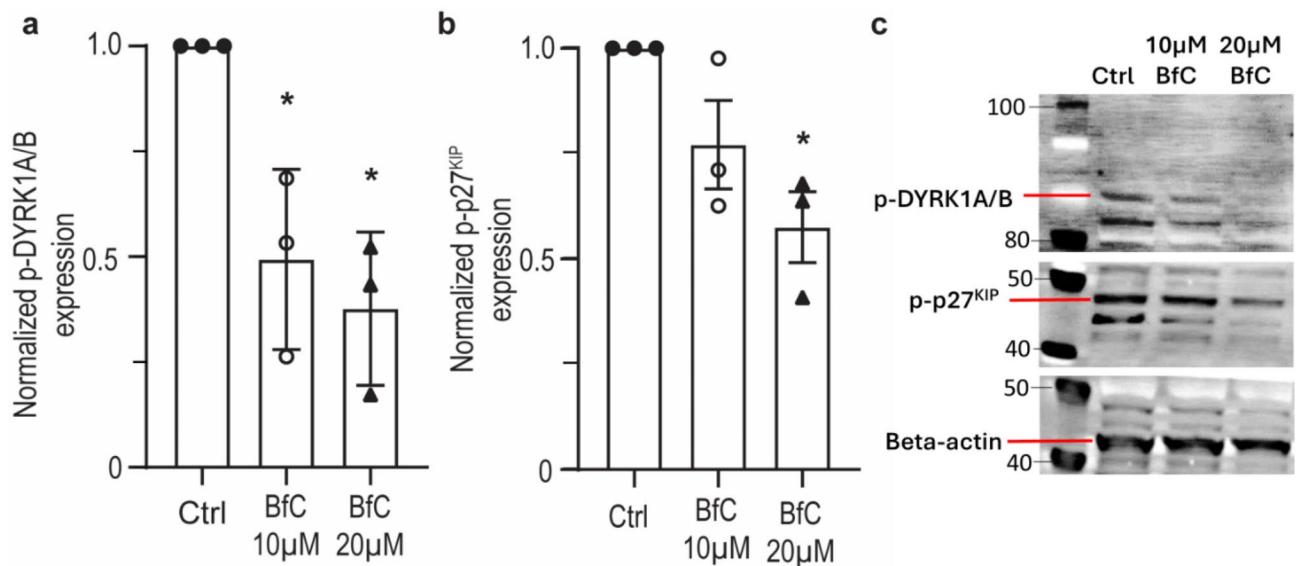 a
Normalized p-DYRK1A/B
expression
1.0
0.5
0
*
*
Ctrl
BfC
10µM
BfC
20µM
b
Normalized p-p27ᴷᴵᴾ
expression
1.0
0.5
0
*
Ctrl
BfC
10µM
BfC
20µM
c
10µM 20µM
Ctrl BfC BfC
100
p-DYRK1A/B
80
50
p-p27ᴷᴵᴾ
40
50
Beta-actin
40